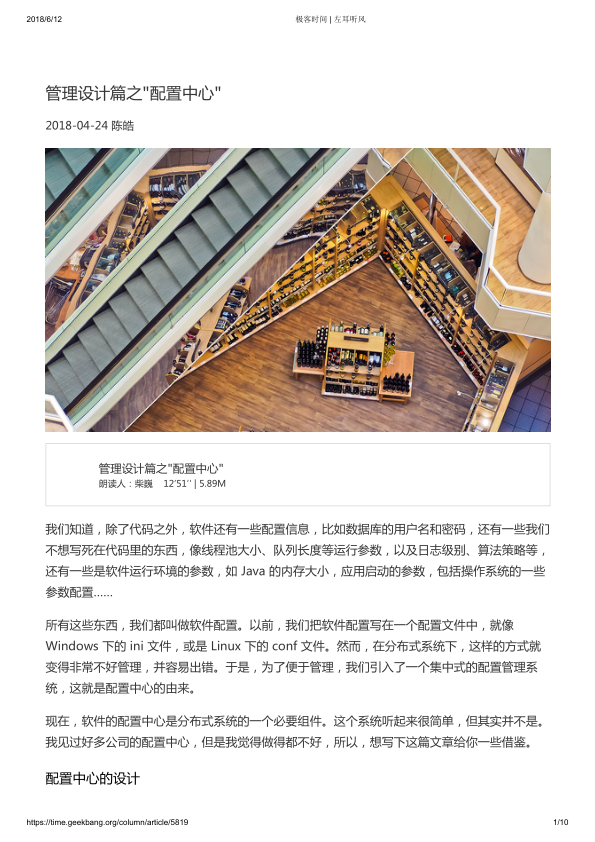 2018/6/12
极客时间 | 左耳听风
管理设计篇之"配置中心"
2018-04-24 陈皓
管理设计篇之"配置中心"
朗读人：柴巍 12′51′′ | 5.89M
我们知道，除了代码之外，软件还有一些配置信息，比如数据库的用户名和密码，还有一些我们
不想写死在代码里的东西，像线程池大小、队列长度等运行参数，以及日志级别、算法策略等，
还有一些是软件运行环境的参数，如 Java 的内存大小，应用启动的参数，包括操作系统的一些
参数配置……
所有这些东西，我们都叫做软件配置。以前，我们把软件配置写在一个配置文件中，就像
Windows 下的 ini 文件，或是 Linux 下的 conf 文件。然而，在分布式系统下，这样的方式就
变得非常不好管理，并容易出错。于是，为了便于管理，我们引入了一个集中式的配置管理系
统，这就是配置中心的由来。
现在，软件的配置中心是分布式系统的一个必要组件。这个系统听起来很简单，但其实并不是。
我见过好多公司的配置中心，但是我觉得做得都不好，所以，想写下这篇文章给你一些借鉴。
配置中心的设计
https://time.geekbang.org/column/article/5819
1/10